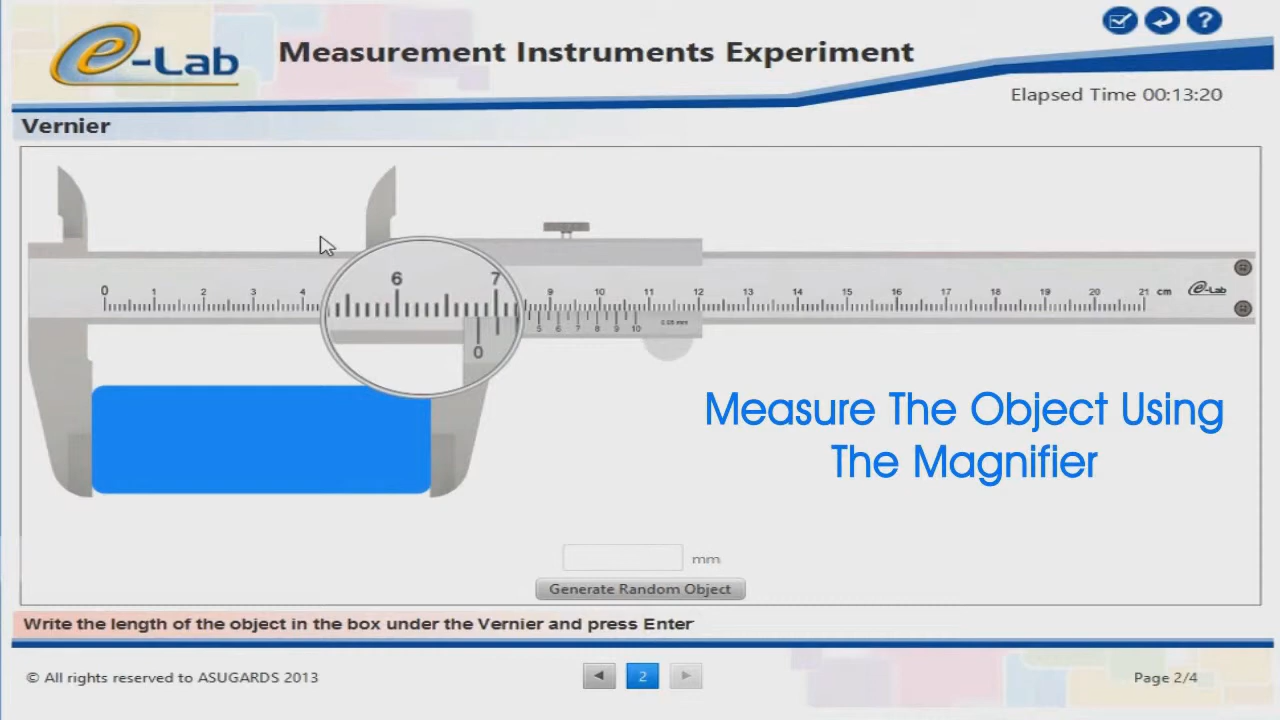 e-Lab
Measurement Instruments Experiment
Elapsed Time 00:13:20
Vernier
6 7
0 1 2 3 4 9 10 11 12 13 14 15 16 17 18 19 20 21 cm e-Lab
5 6 7 8 9 10 0.05 mm
0
Measure The Object Using
The Magnifier
mm
Generate Random Object
Write the length of the object in the box under the Vernier and press Enter
© All rights reserved to ASUGARDS 2013
2
Page 2/4